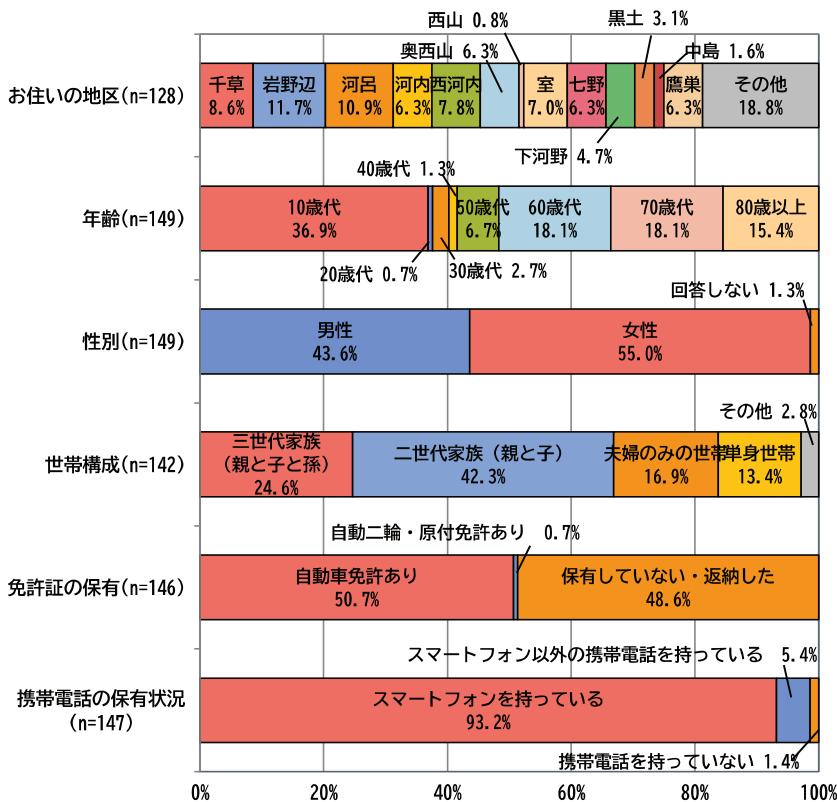 西山 0.8%
黒土 3.1%
奥西山 6.3%
中島 1.6%
お住いの地区(n=128)
千草
8.6%
岩野辺
11.7%
河呂
10.9%
河内
6.3%
西河内
7.8%
室
7.0%
七野
6.3%
鷹巣
6.3%
その他
18.8%
下河野 4.7%
40歳代 1.3%
年齢(n=149)
10歳代
36.9%
50歳代
6.7%
60歳代
18.1%
70歳代
18.1%
80歳以上
15.4%
20歳代 0.7%
30歳代 2.7%
回答しない 1.3%
性別(n=149)
男性
43.6%
女性
55.0%
その他 2.8%
世帯構成(n=142)
三世代家族
(親と子と孫)
24.6%
二世代家族(親と子)
42.3%
夫婦のみの世帯
16.9%
単身世帯
13.4%
自動二輪・原付免許あり 0.7%
免許証の保有(n=146)
自動車免許あり
50.7%
保有していない・返納した
48.6%
スマートフォン以外の携帯電話を持っている 5.4%
携帯電話の保有状況
(n=147)
スマートフォンを持っている
93.2%
携帯電話を持っていない 1.4%
0%
20%
40%
60%
80%
100%